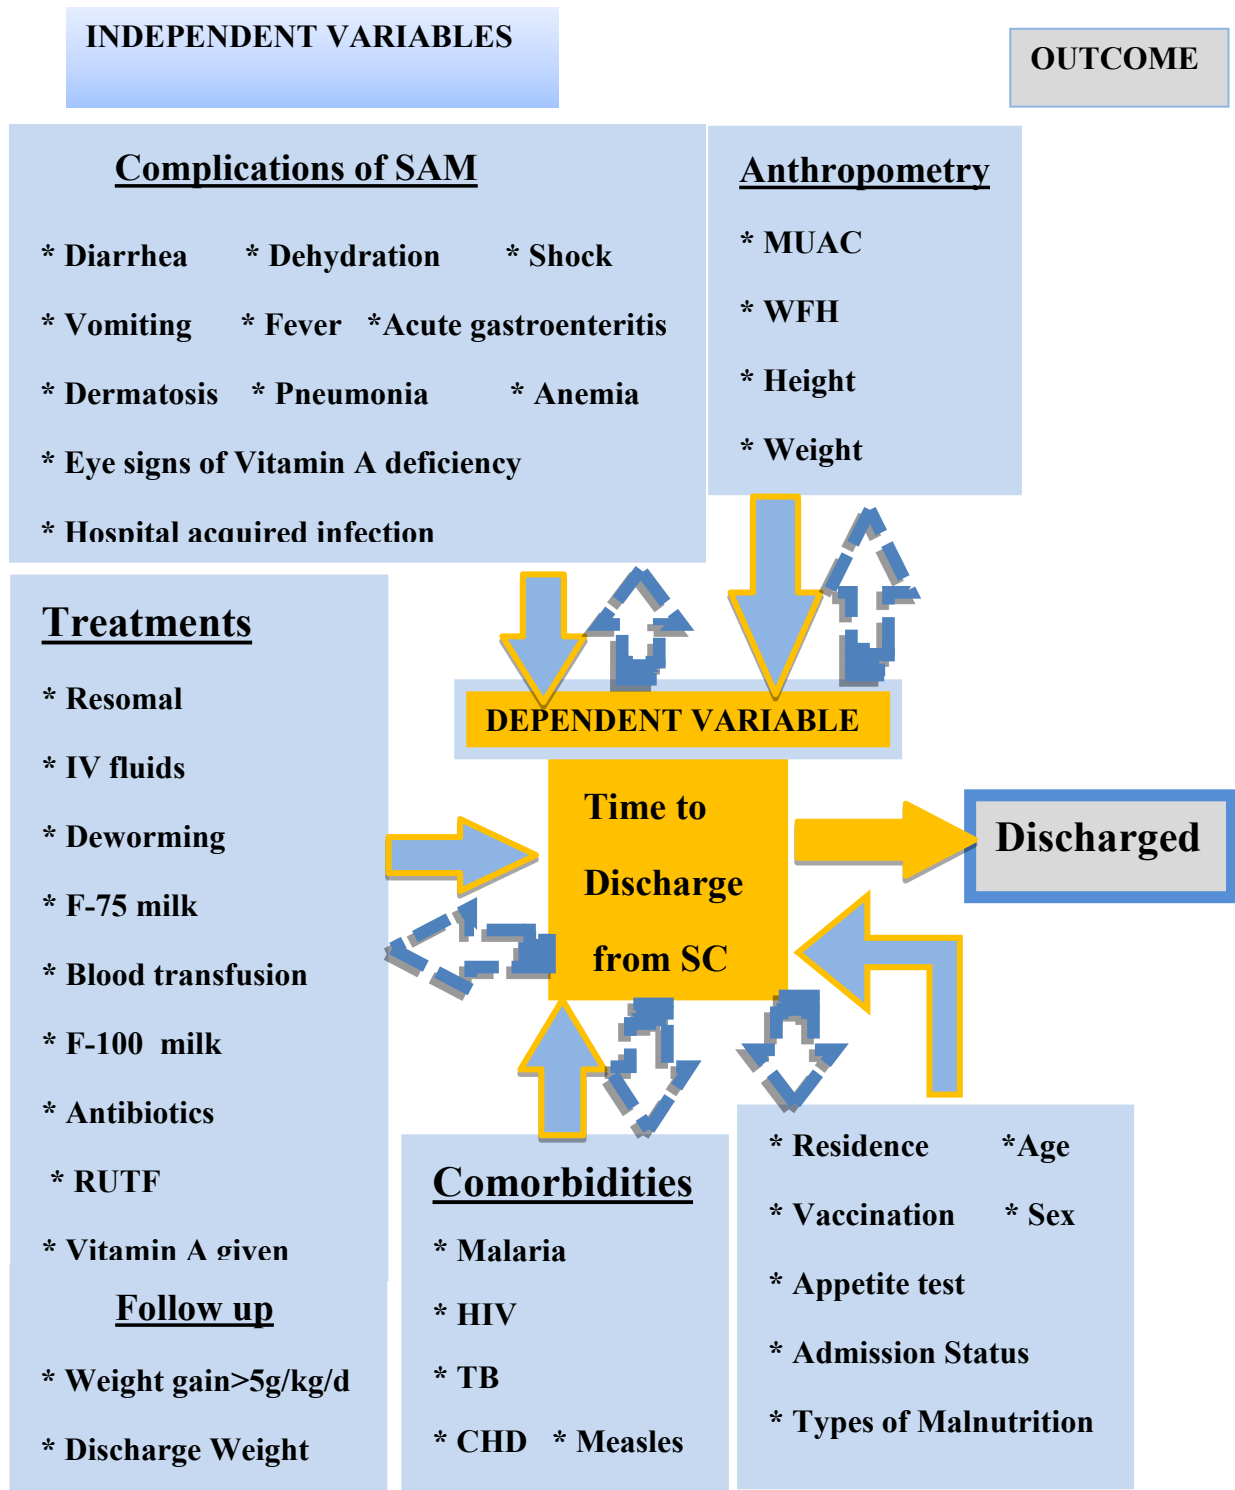 INDEPENDENT VARIABLES
OUTCOME
Complications of SAM
* Diarrhea * Dehydration * Shock
* Vomiting * Fever *Acute gastroenteritis
* Dermatosis * Pneumonia * Anemia
* Eye signs of Vitamin A deficiency
* Hospital acquired infection
Anthropometry
* MUAC
* WFH
* Height
* Weight
Treatments
* Resomal
* IV fluids
* Deworming
* F-75 milk
* Blood transfusion
* F-100 milk
* Antibiotics
* RUTF
* Vitamin A given
Follow up
* Weight gain>5g/kg/d
* Discharge Weight
DEPENDENT VARIABLE
Time to
Discharge
from SC
Discharged
Comorbidities
* Malaria
* HIV
* TB
* CHD * Measles
* Residence *Age
* Vaccination * Sex
* Appetite test
* Admission Status
* Types of Malnutrition